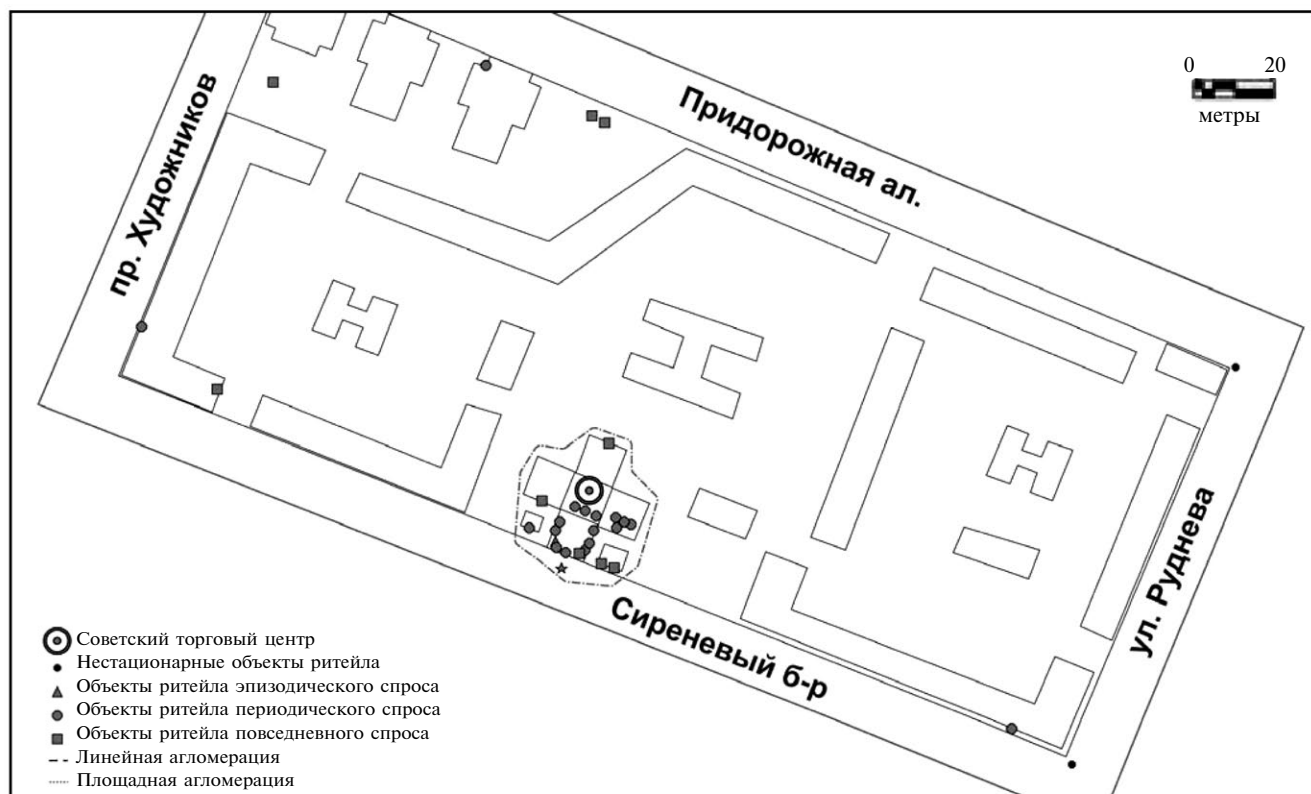 0 20
метры
Придорожная ал.
пр. Художников
ул. Руднева
Сиреневый б-р
Советский торговый центр
Нестационарные объекты ритейла
Объекты ритейла эпизодического спроса
Объекты ритейла периодического спроса
Объекты ритейла повседневного спроса
Линейная агломерация
Площадная агломерация